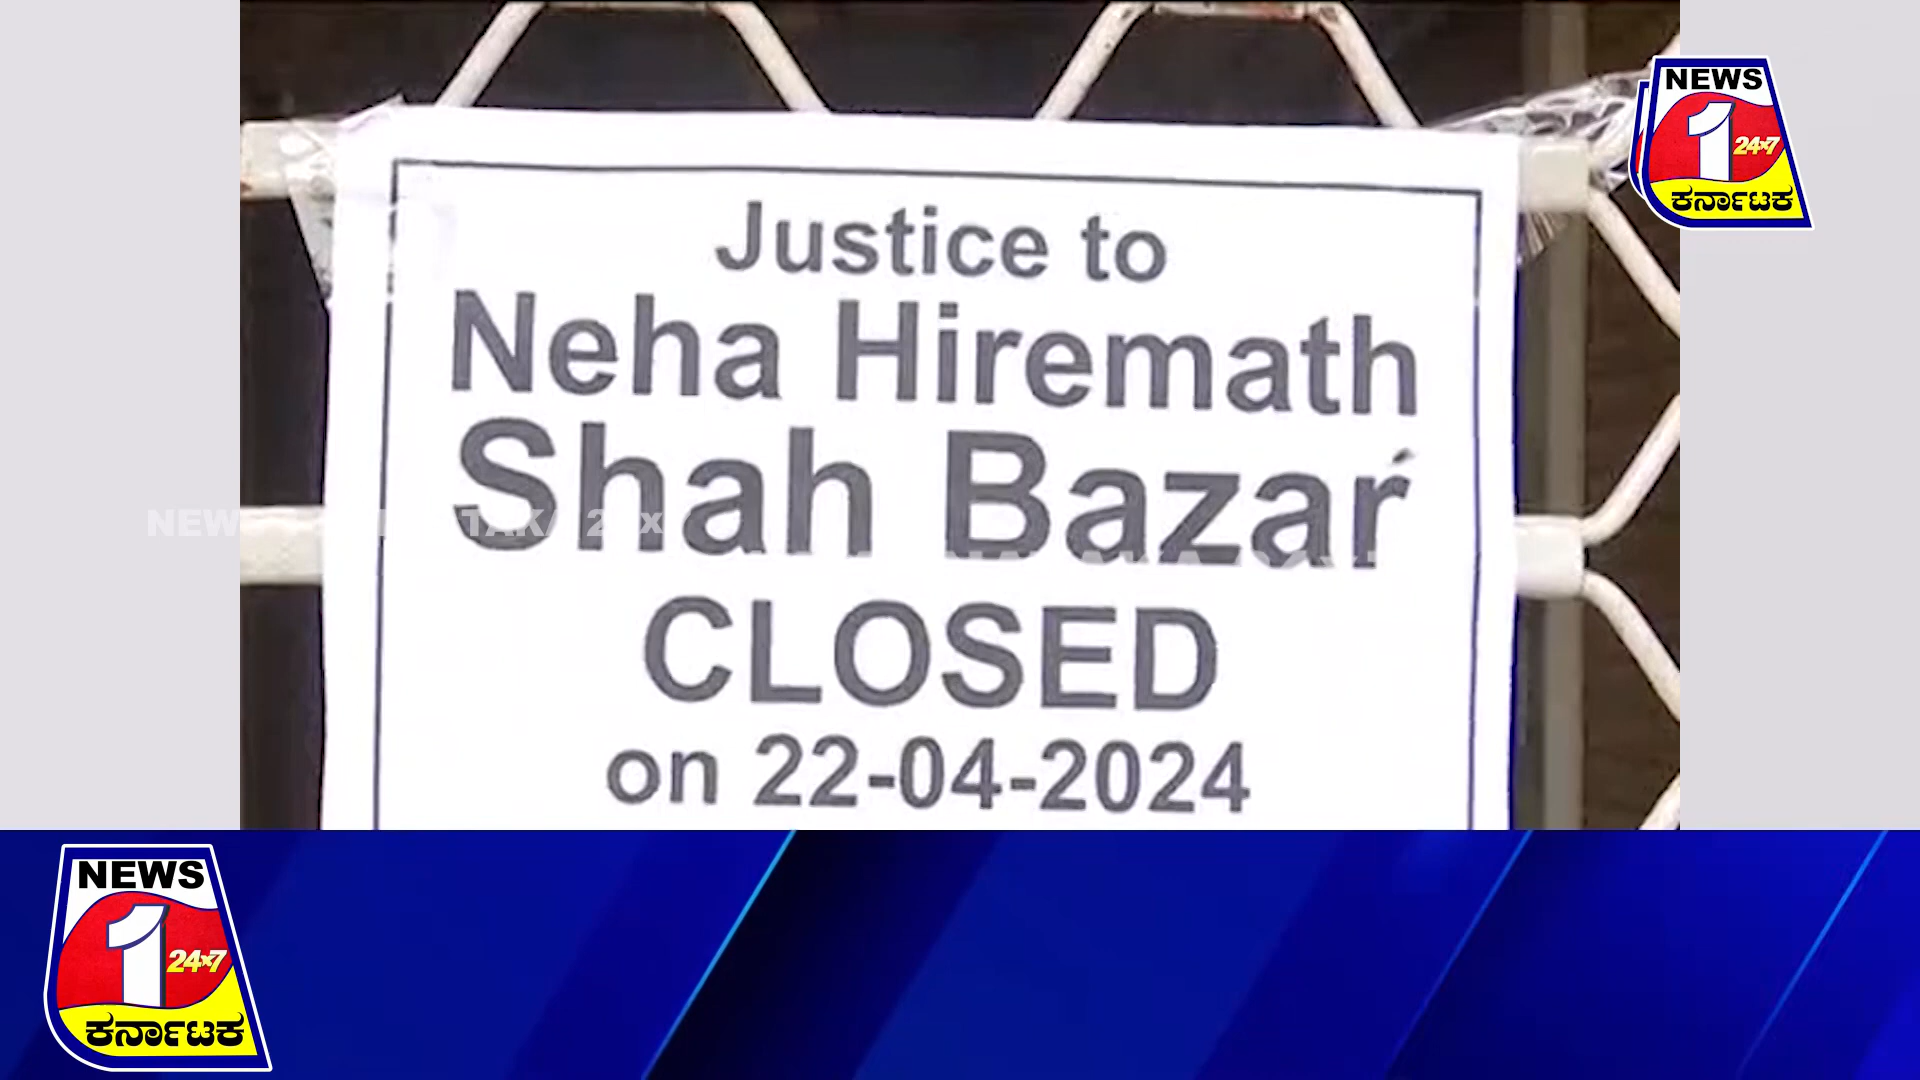 NEWS
1
24x7
ಕರ್ನಾಟಕ
Justice to
Neha Hiremath
Shah Bazar
CLOSED
on 22-04-2024
NEWS
1
24x7
ಕರ್ನಾಟಕ